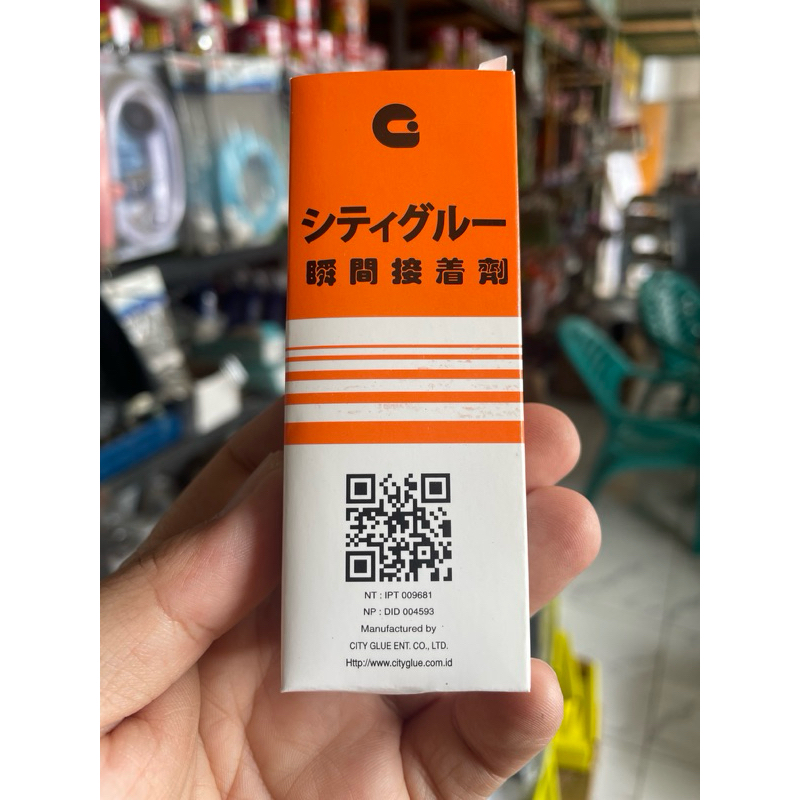 シティグルー
瞬間接着劑
NT : IPT 009681
NP : DID 004593
Manufactured by
CITY GLUE ENT. CO., LTD.
Http://www.cityglue.com.id